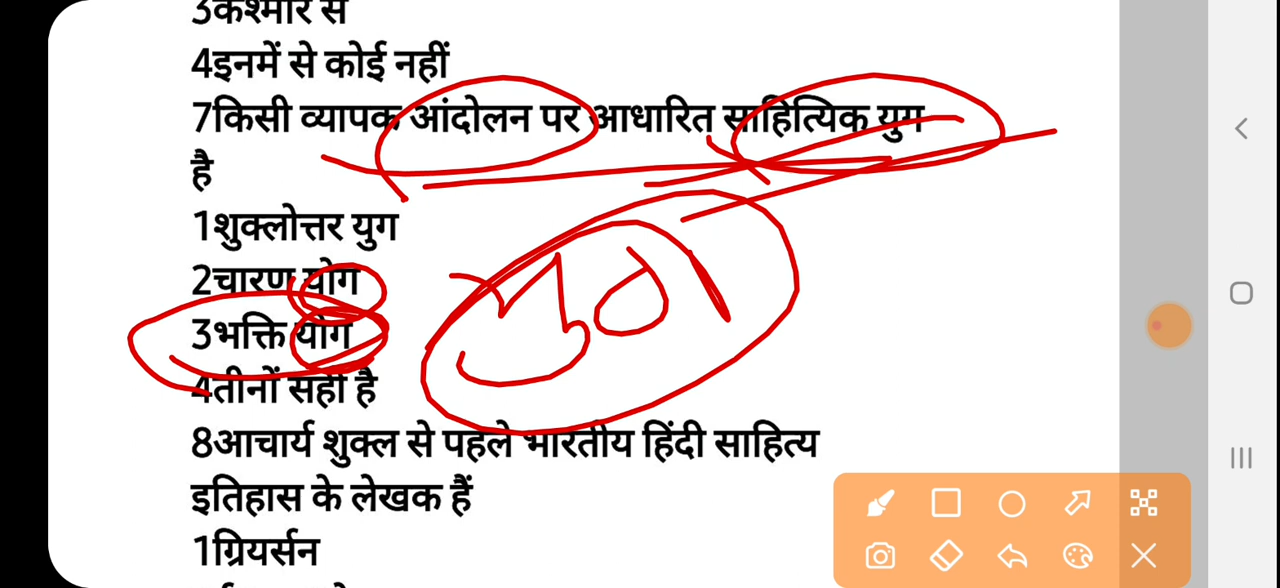 3कश्मीर से
4इनमें से कोई नहीं
7किसी व्यापक आंदोलन पर आधारित साहित्यिक युग
है
1शुक्लोत्तर युग
2चारण योग
3भक्ति योग
युग
4तीनों सही है
8आचार्य शुक्ल से पहले भारतीय हिंदी साहित्य
इतिहास के लेखक हैं
1ग्रियर्सन